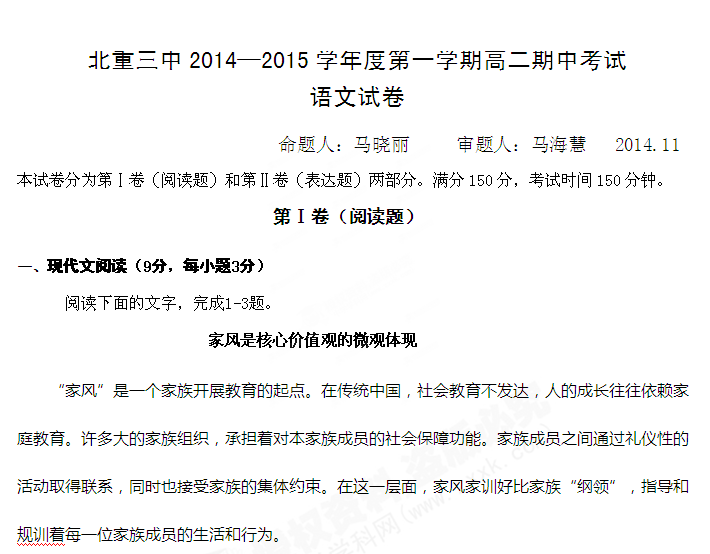 北重三中 2014—2015 学年度第一学期高二期中考试
语文试卷
命题人：马晓丽 审题人：马海慧 2014.11
本试卷分为第Ⅰ卷（阅读题）和第Ⅱ卷（表达题）两部分。满分 150 分，考试时间 150 分钟。
第Ⅰ卷（阅读题）
一、现代文阅读（9分，每小题3分）
阅读下面的文字，完成1-3题。
家风是核心价值观的微观体现
“家风”是一个家族开展教育的起点。在传统中国，社会教育不发达，人的成长往往依赖家
庭教育。许多大的家族组织，承担着对本家族成员的社会保障功能。家族成员之间通过礼仪性的
活动取得联系，同时也接受家族的集体约束。在这一层面，家风家训好比家族“纲领”，指导和
规训着每一位家族成员的生活和行为。